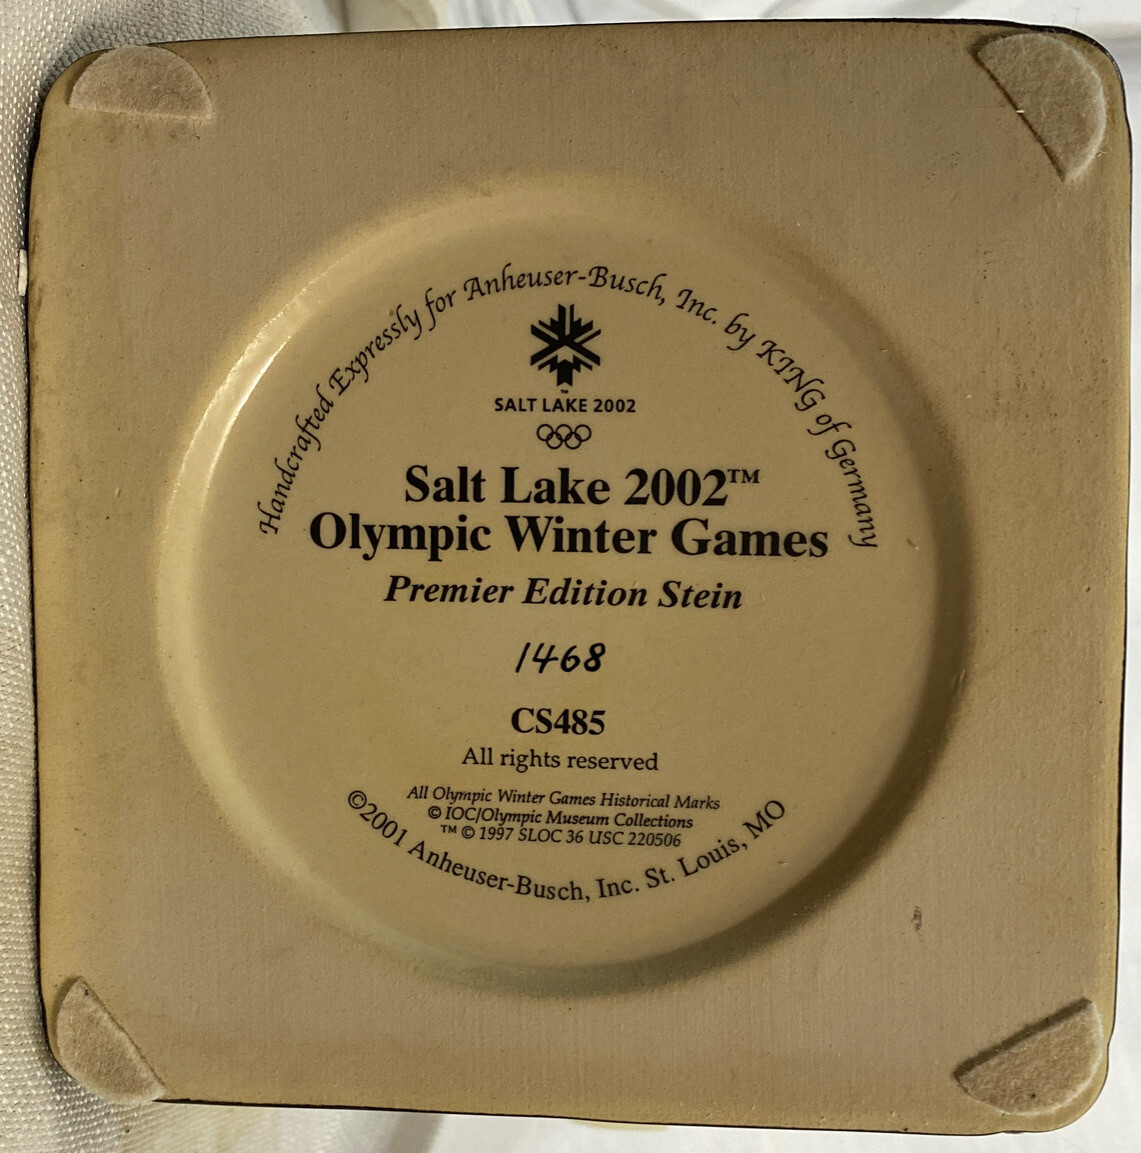 Handcrafted Expressly for Anheuser-Busch, Inc. by KING of Germany
™
SALT LAKE 2002
Salt Lake 2002™
Olympic Winter Games
Premier Edition Stein
1468
CS485
All rights reserved
All Olympic Winter Games Historical Marks
© IOC/Olympic Museum Collections
™ © 1997 SLOC 36 USC 220506
©2001 Anheuser-Busch, Inc. St. Louis, MO